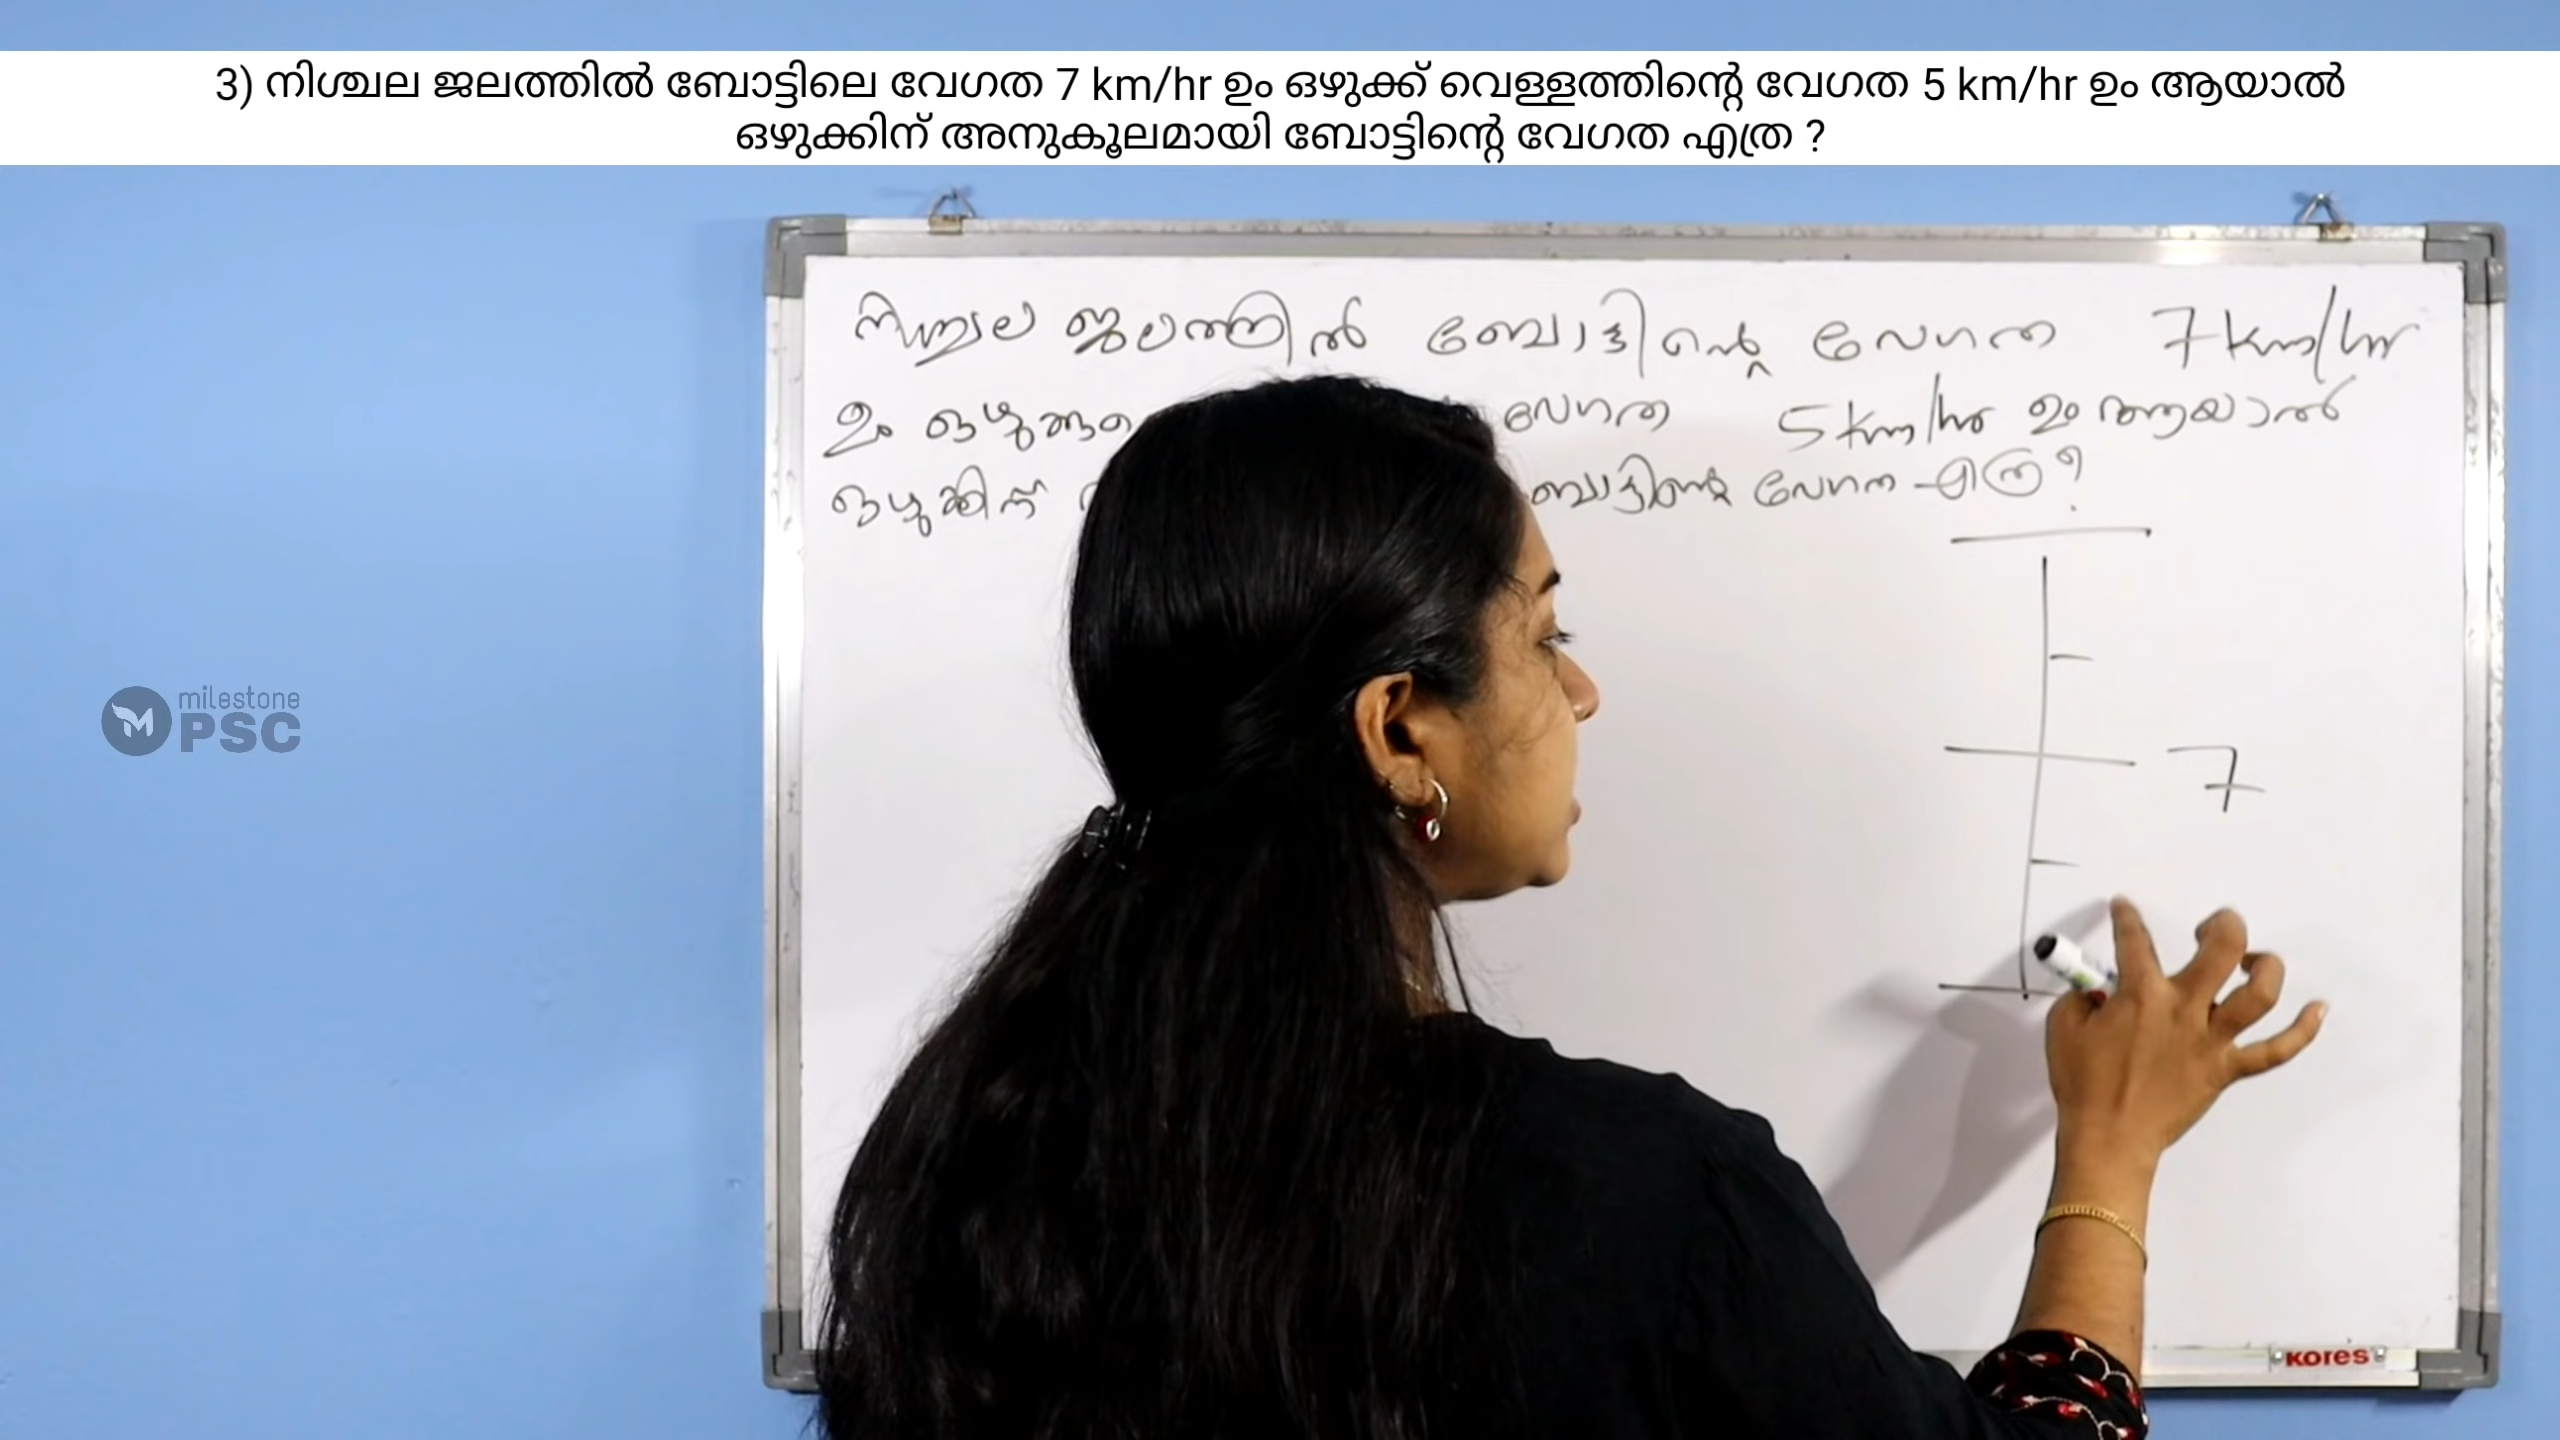 3) നിശ്ചല ജലത്തിൽ ബോട്ടിലെ വേഗത 7 km/hr ഉം ഒഴുക്ക് വെള്ളത്തിന്റെ വേഗത 5 km/hr ഉം ആയാൽ
ഒഴുക്കിന് അനുകൂലമായി ബോട്ടിന്റെ വേഗത എത്ര ?
നിശ്ചല ജലത്തിൽ ബോട്ടിന്റെ വേഗത 7km/hr
ഉം വേഗത 5km/hr ഉം ആയാൽ
ഒഴുക്കിന് ബോട്ടിന്റെ വേഗത എത്ര?
7
milestone
PSC
KORES